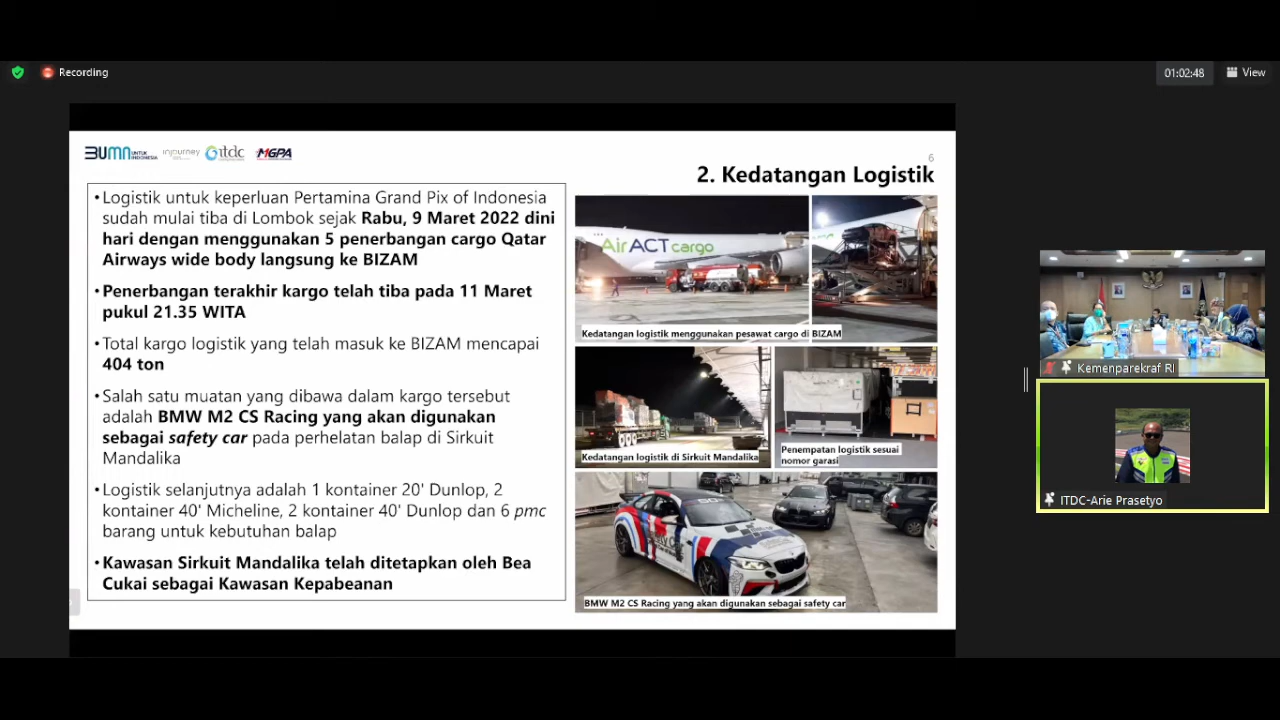 Recording
01:02:48
View
BUMN UNTUK INDONESIA
injourney
itdc
MGPA
6
2. Kedatangan Logistik
•Logistik untuk keperluan Pertamina Grand Pix of Indonesia
sudah mulai tiba di Lombok sejak Rabu, 9 Maret 2022 dini
hari dengan menggunakan 5 penerbangan cargo Qatar
Airways wide body langsung ke BIZAM
•Penerbangan terakhir kargo telah tiba pada 11 Maret
pukul 21.35 WITA
•Total kargo logistik yang telah masuk ke BIZAM mencapai
404 ton
•Salah satu muatan yang dibawa dalam kargo tersebut
adalah BMW M2 CS Racing yang akan digunakan
sebagai safety car pada perhelatan balap di Sirkuit
Mandalika
•Logistik selanjutnya adalah 1 kontainer 20' Dunlop, 2
kontainer 40' Micheline, 2 kontainer 40' Dunlop dan 6 pmc
barang untuk kebutuhan balap
•Kawasan Sirkuit Mandalika telah ditetapkan oleh Bea
Cukai sebagai Kawasan Kepabeanan
AirACT cargo
Kedatangan logistik menggunakan pesawat cargo di BIZAM
Kedatangan logistik di Sirkuit Mandalika
Penempatan logistik sesuai
nomor garasi
BMW M2 CS Racing yang akan digunakan sebagai safety car
Kemenparekraf RI
ITDC-Arie Prasetyo